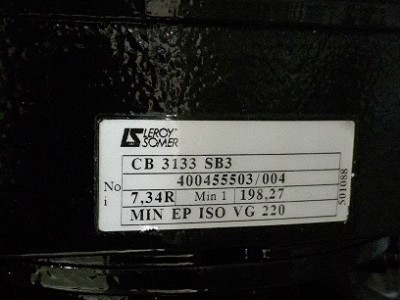 LEROY
SOMER
CB 3133 SB3
No 400455503/004
i 7,34R Min 1 198,27
MIN EP ISO VG 220
501088